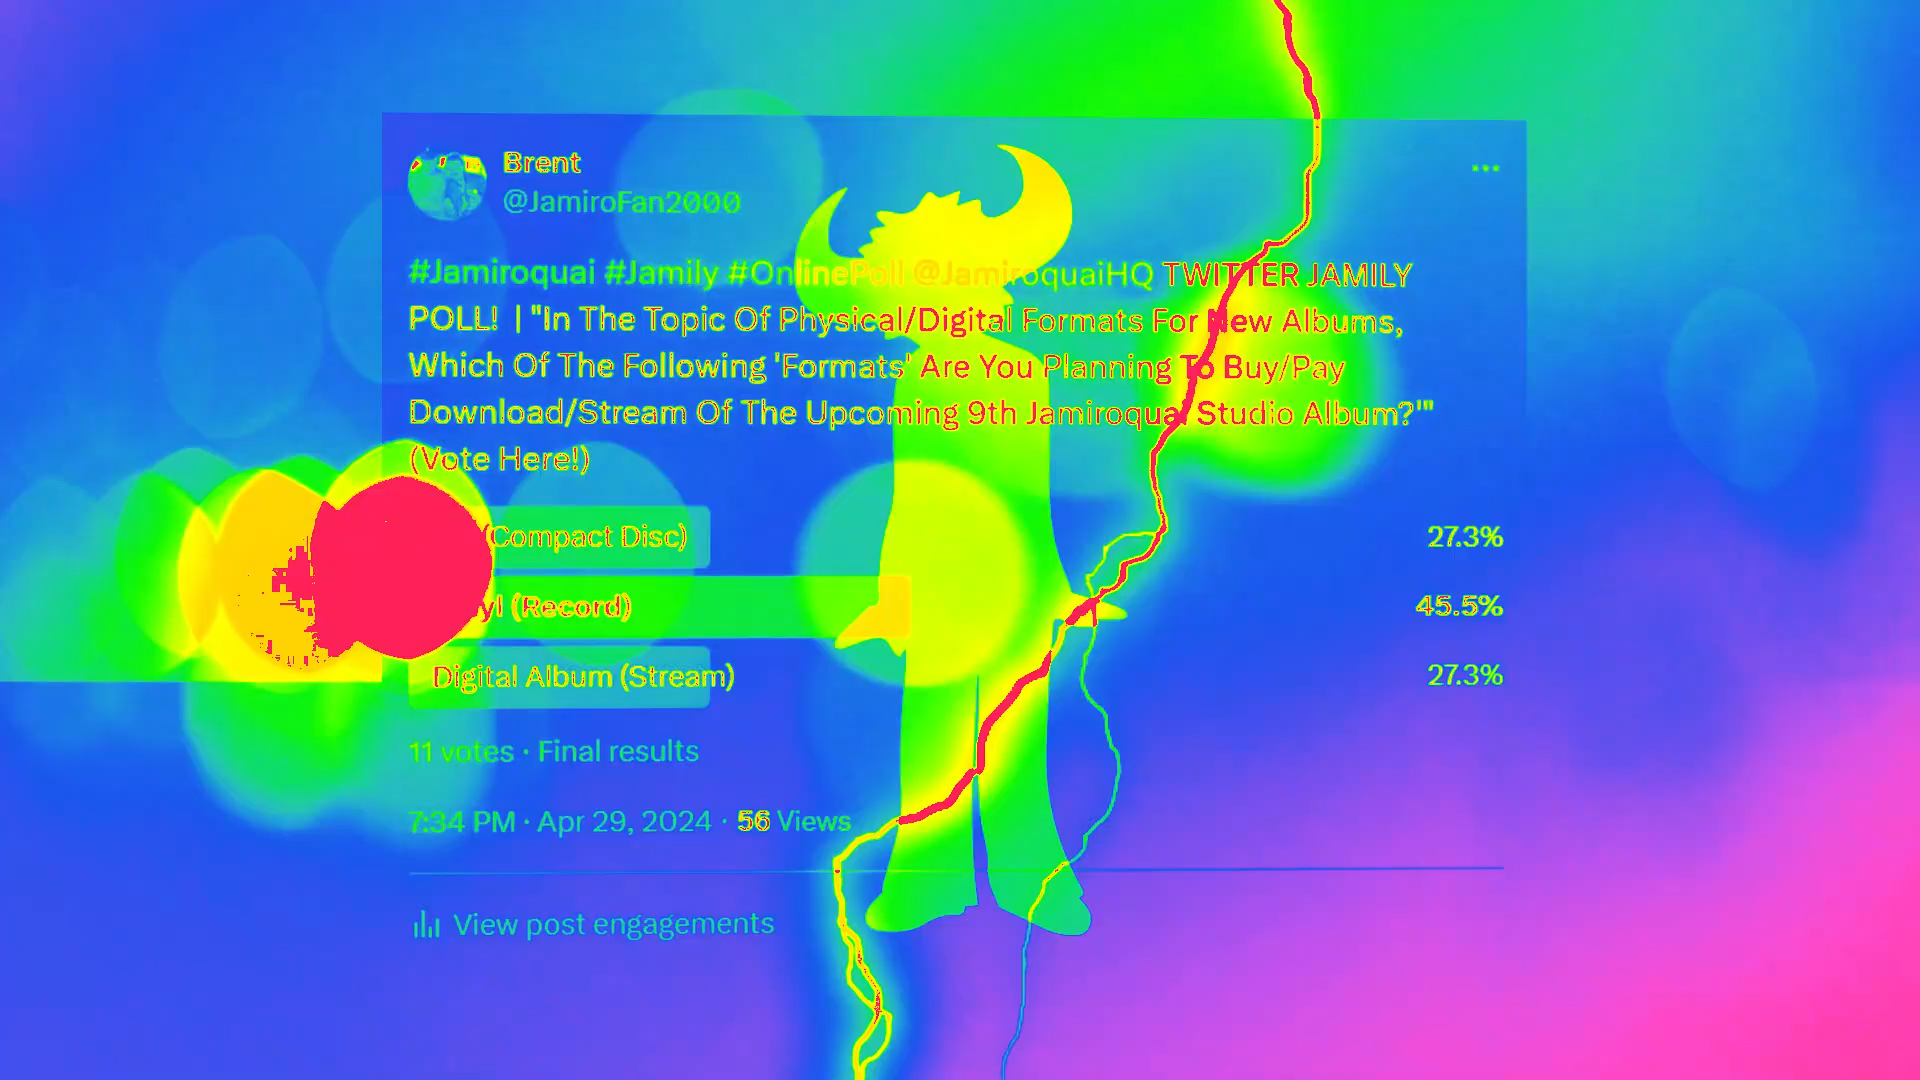 Brent
@JamiroFan2000
#Jamiroquai #Jamily #OnlinePoll @JamiroquaiHQ TWITTER JAMILY
POLL! | "In The Topic Of Physical/Digital Formats For New Albums,
Which Of The Following 'Formats' Are You Planning To Buy/Pay
Download/Stream Of The Upcoming 9th Jamiroquai Studio Album?'"
(Vote Here!)
(Compact Disc) 27.3%
(Record) 45.5%
Digital Album (Stream) 27.3%
11 votes · Final results
7:34 PM · Apr 29, 2024 · 56 Views
View post engagements